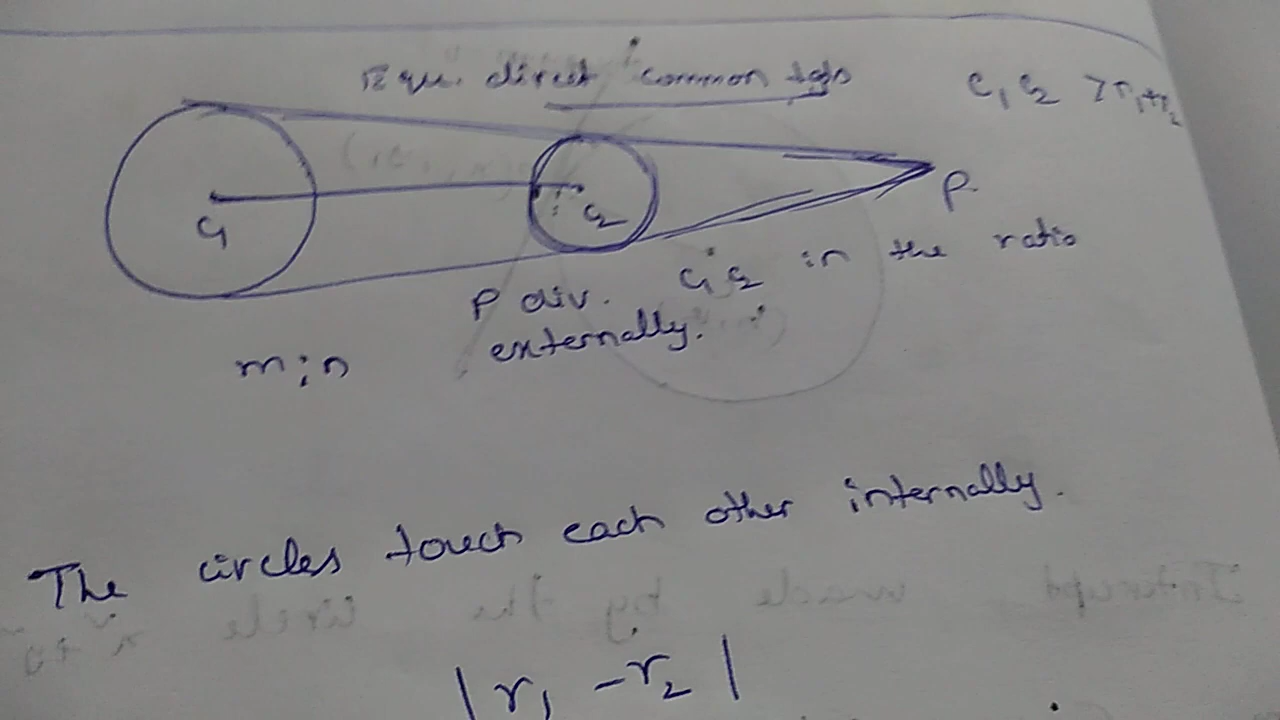 Equ. direct common tgs
C₁C₂ > r₁+r₂
C₁
C₂
P
P div. C₁C₂ in the ratio
m:n externally.
The circles touch each other internally.
|r₁ - r₂|